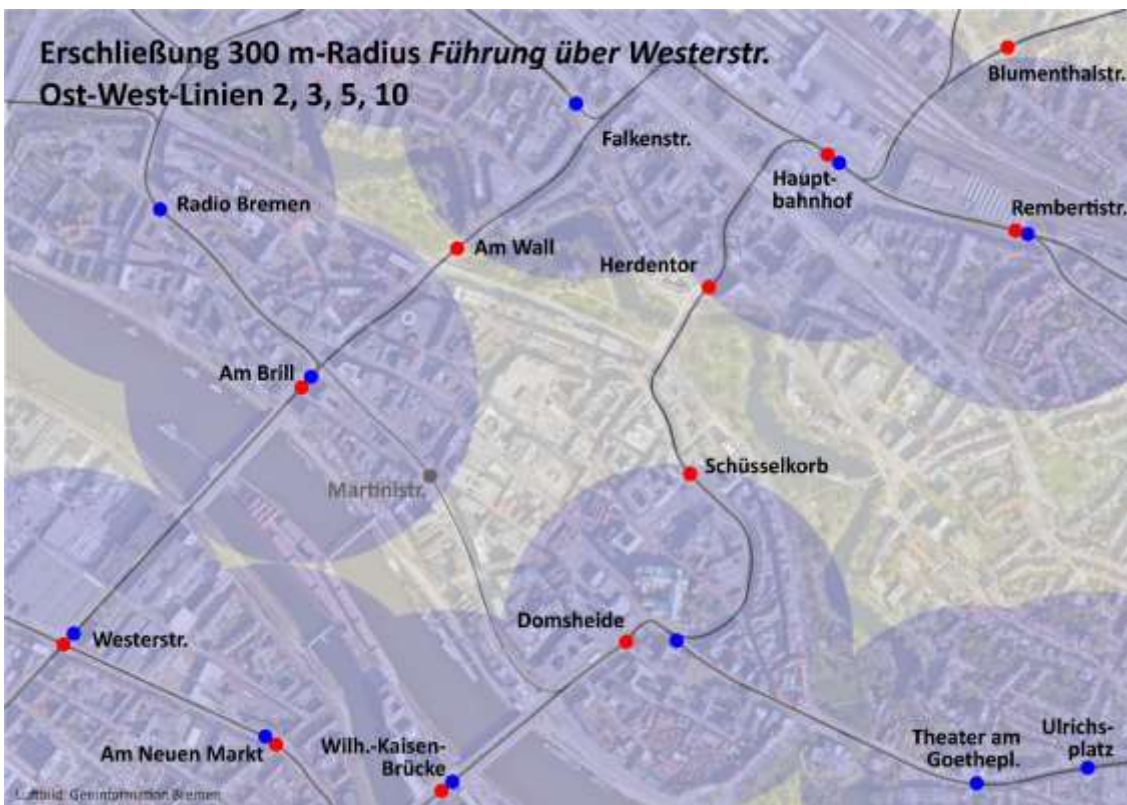 Erschließung 300 m-Radius Führung über Westerstr.
Ost-West-Linien 2, 3, 5, 10
Blumenthalstr.
Falkenstr.
Haupt-
bahnhof
Radio Bremen
Rembertistr.
Am Wall
Herdentor
Am Brill
Schüsselkorb
Martinistr.
Domsheide
Westerstr.
Am Neuen Markt
Wilh.-Kaisen-
Brücke
Theater am
Goethepl.
Ulrichs-
platz
Luftbild: Geoinformation Bremen